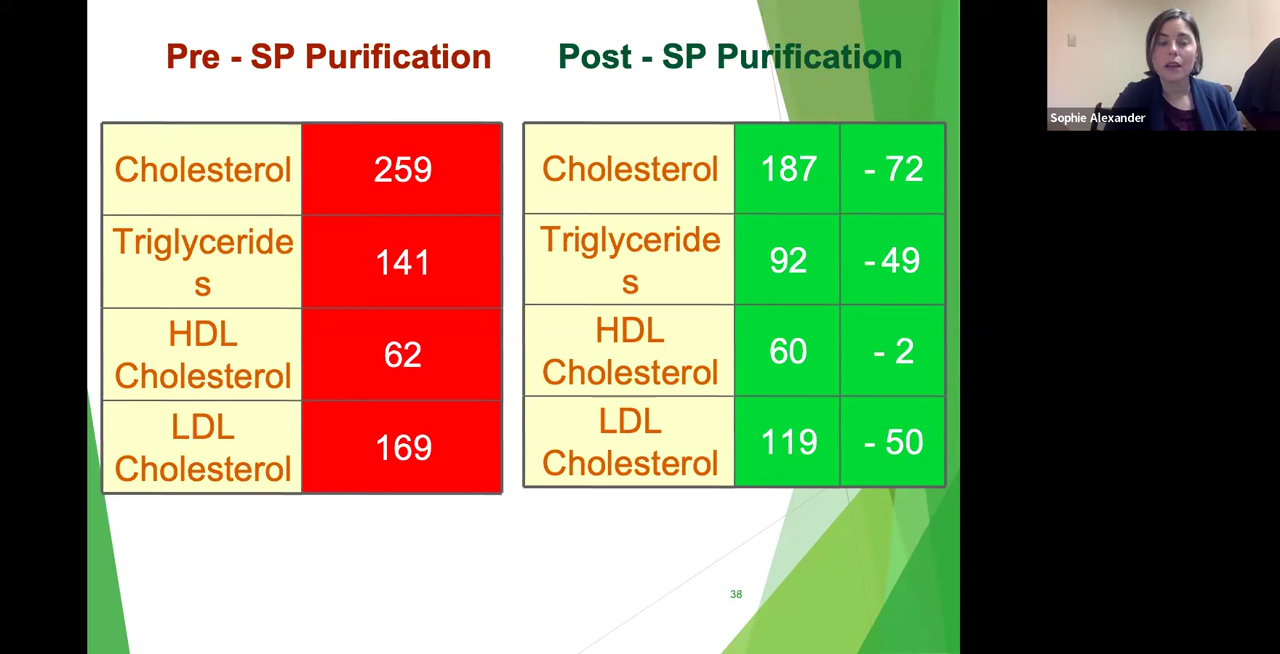 Pre - SP Purification
Post - SP Purification
Sophie Alexander
Cholesterol 259
Triglyceride
s 141
HDL
Cholesterol 62
LDL
Cholesterol 169
Cholesterol 187 - 72
Triglyceride
s 92 - 49
HDL
Cholesterol 60 - 2
LDL
Cholesterol 119 - 50
38